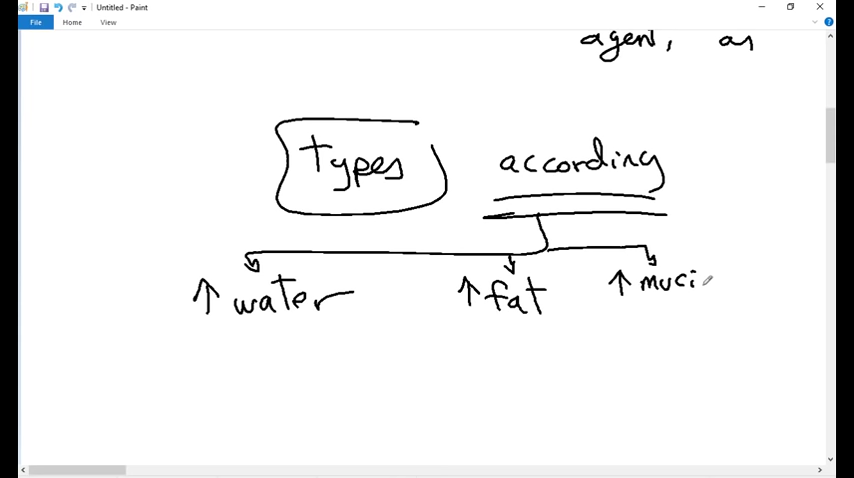 Untitled - Paint
File Home View
agent, as
types according
↑ water ↑ fat ↑ muci